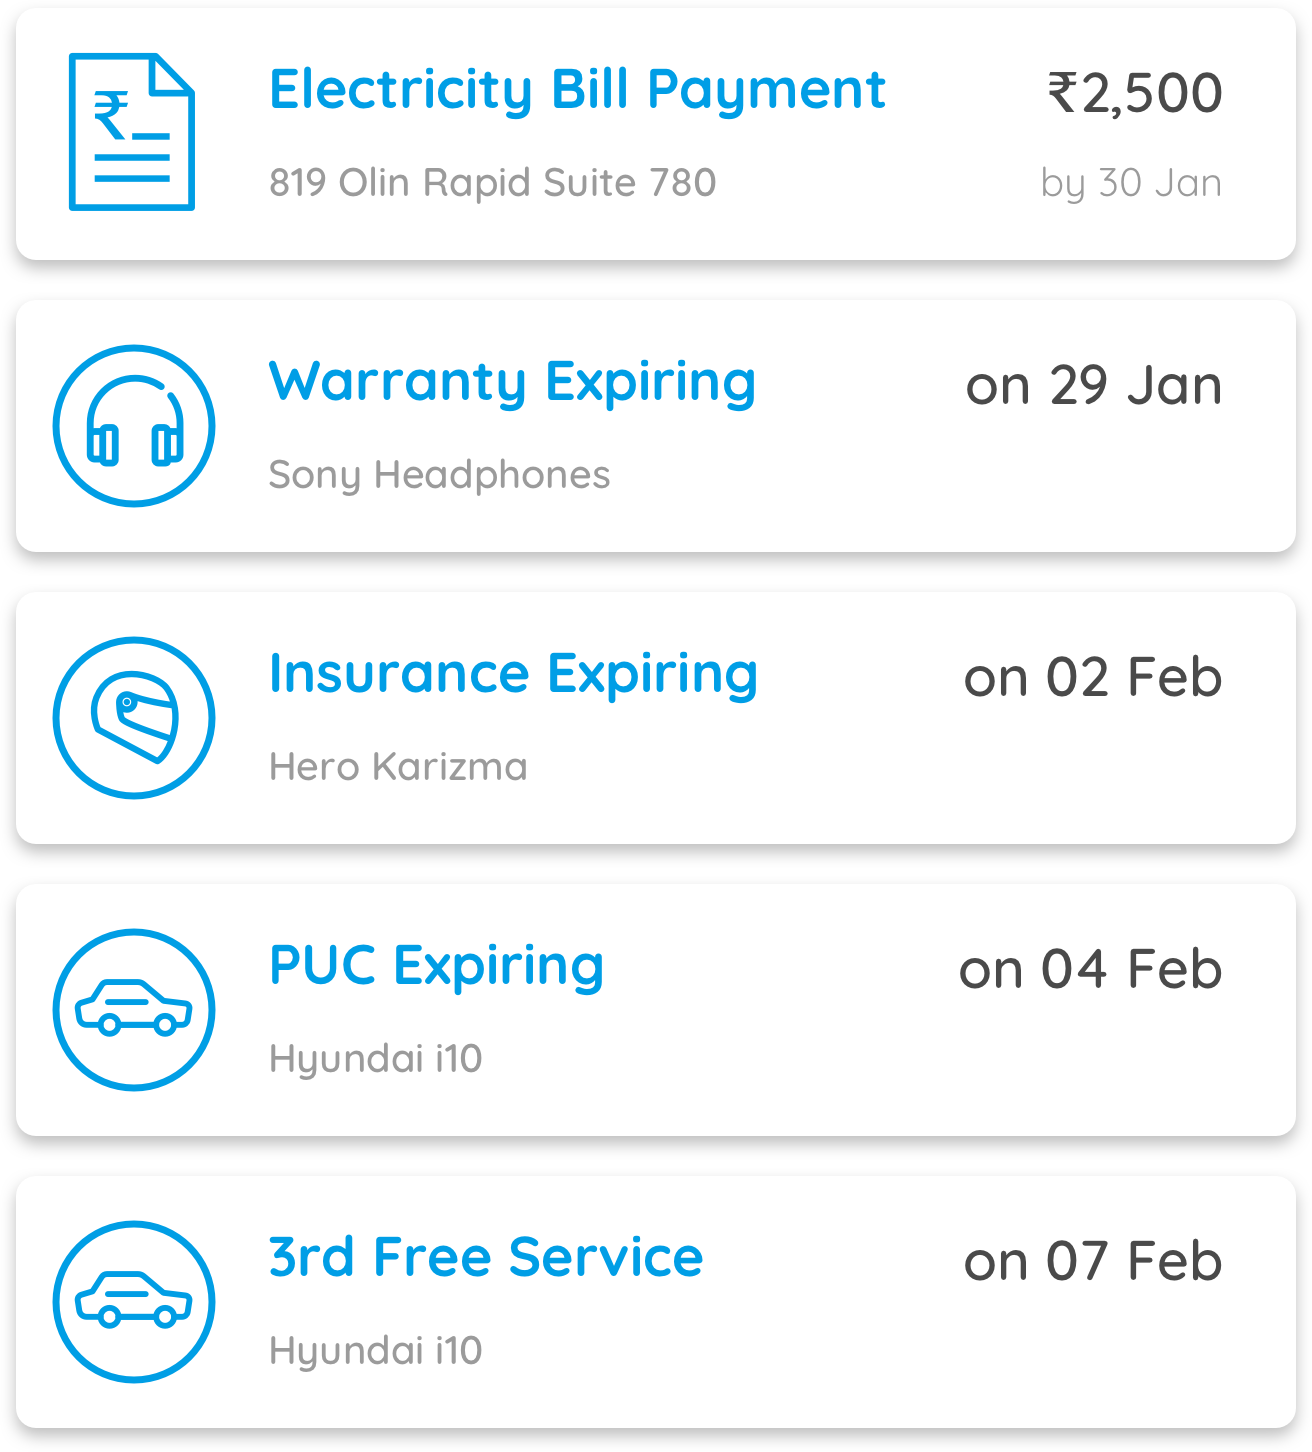 ₹
Electricity Bill Payment
₹2,500
819 Olin Rapid Suite 780
by 30 Jan
Warranty Expiring
on 29 Jan
Sony Headphones
Insurance Expiring
on 02 Feb
Hero Karizma
PUC Expiring
on 04 Feb
Hyundai i10
3rd Free Service
on 07 Feb
Hyundai i10